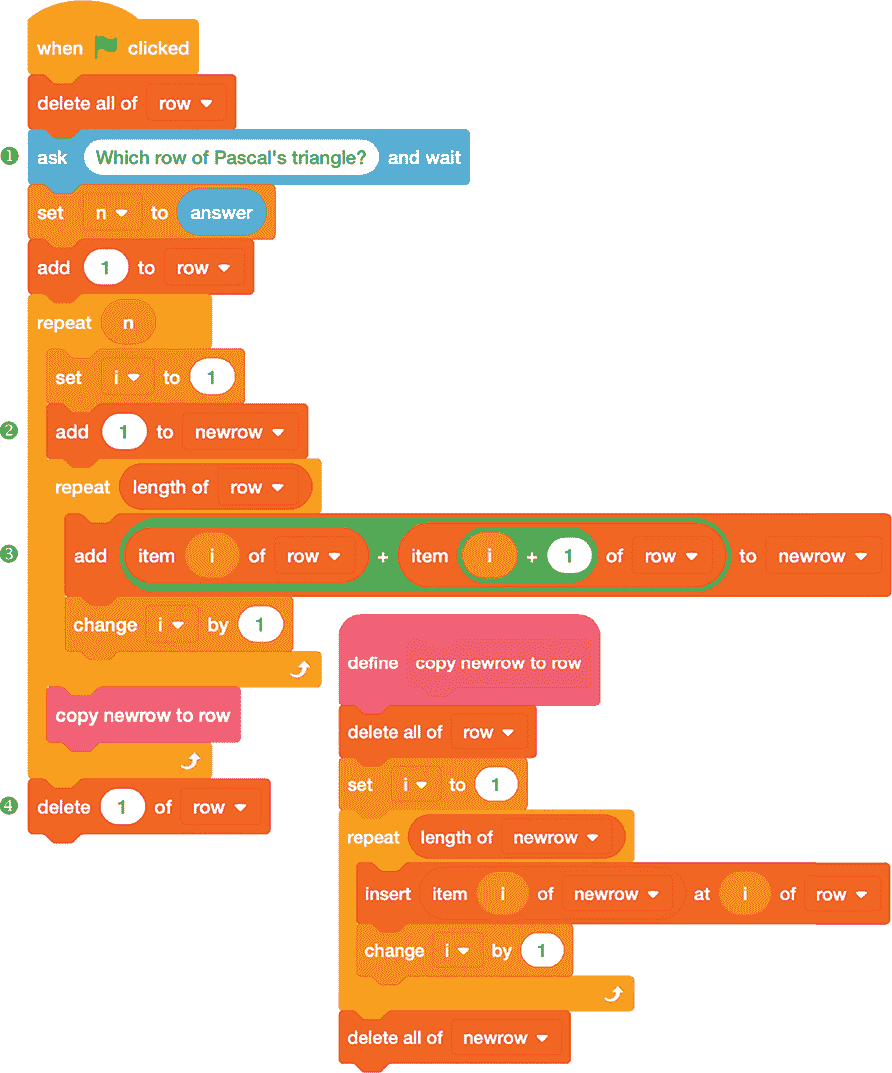 when clicked
delete all of row
❶ ask Which row of Pascal's triangle? and wait
set n to answer
add 1 to row
repeat n
set i to 1
❷ add 1 to newrow
repeat length of row
❸ add item i of row + item i + 1 of row to newrow
change i by 1
copy newrow to row
❹ delete 1 of row
define copy newrow to row
delete all of row
set i to 1
repeat length of newrow
insert item i of newrow at i of row
change i by 1
delete all of newrow